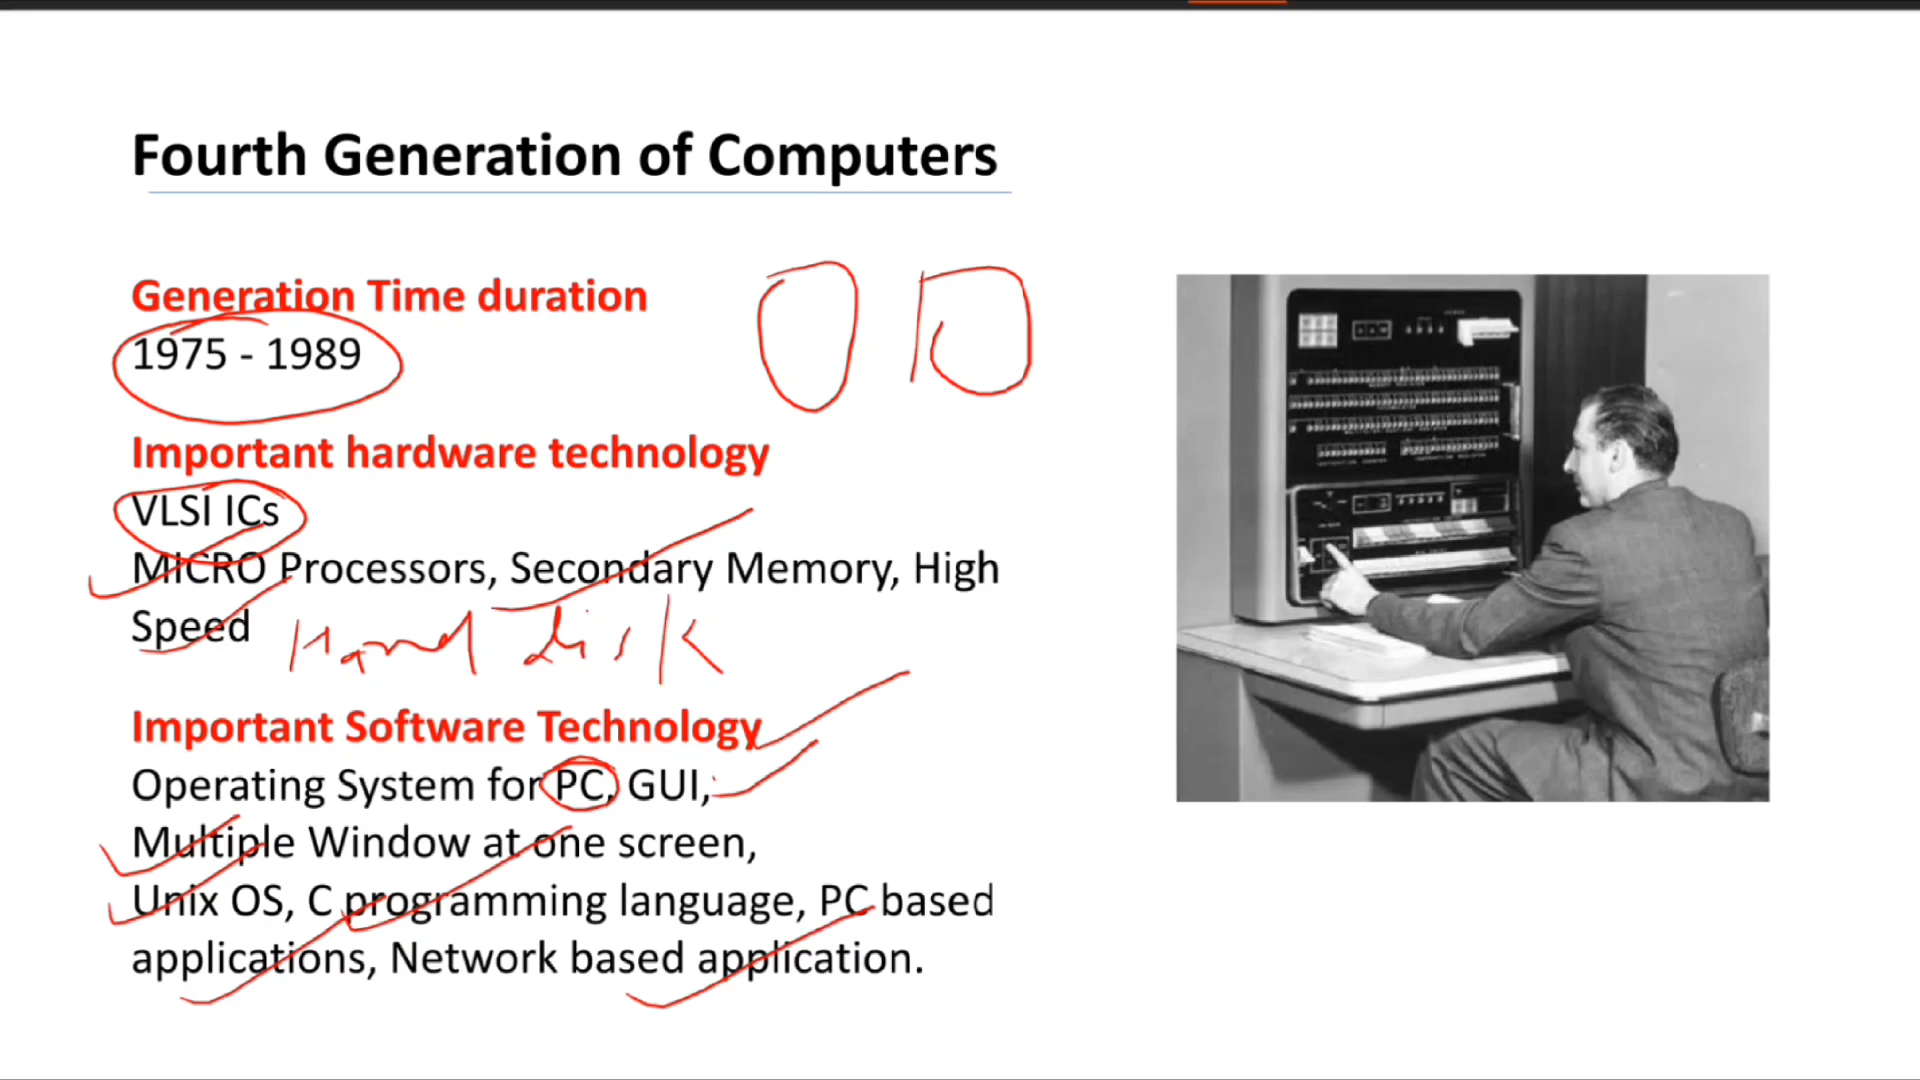 Fourth Generation of Computers
Generation Time duration
1975 - 1989
Important hardware technology
VLSI ICs
MICRO Processors, Secondary Memory, High
Speed
Hard disk
Important Software Technology
Operating System for PC, GUI,
Multiple Window at one screen,
Unix OS, C programming language, PC based
applications, Network based application.